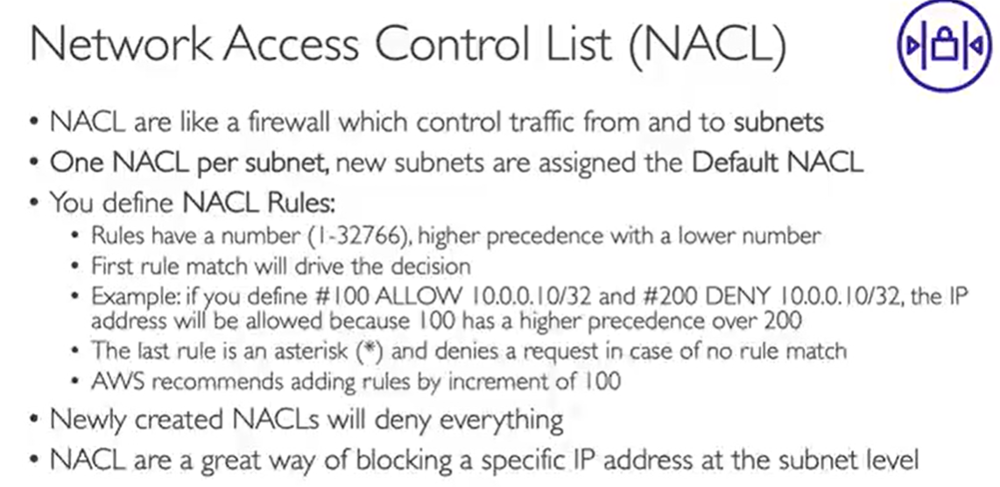 Network Access Control List (NACL)
• NACL are like a firewall which control traffic from and to subnets
• One NACL per subnet, new subnets are assigned the Default NACL
• You define NACL Rules:
• Rules have a number (1-32766), higher precedence with a lower number
• First rule match will drive the decision
• Example: if you define #100 ALLOW 10.0.0.10/32 and #200 DENY 10.0.0.10/32, the IP
address will be allowed because 100 has a higher precedence over 200
• The last rule is an asterisk (*) and denies a request in case of no rule match
• AWS recommends adding rules by increment of 100
• Newly created NACLs will deny everything
• NACL are a great way of blocking a specific IP address at the subnet level